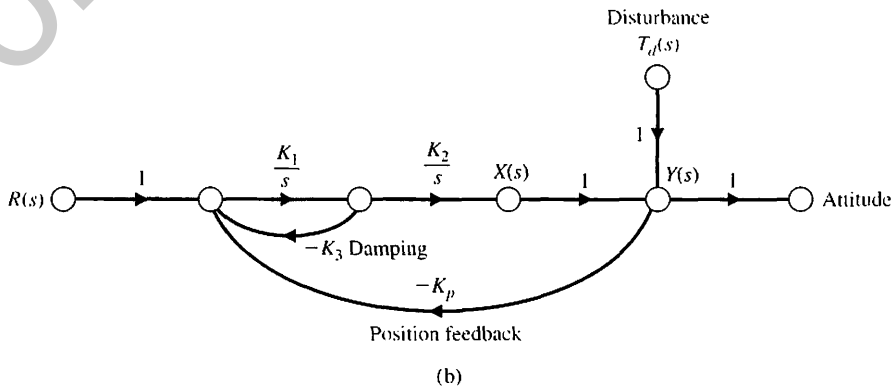 Disturbance
T_d(s)
1
K_1/s
K_2/s
X(s)
Y(s)
R(s)
1
1
1
Attitude
−K_3 Damping
−K_p
Position feedback
(b)